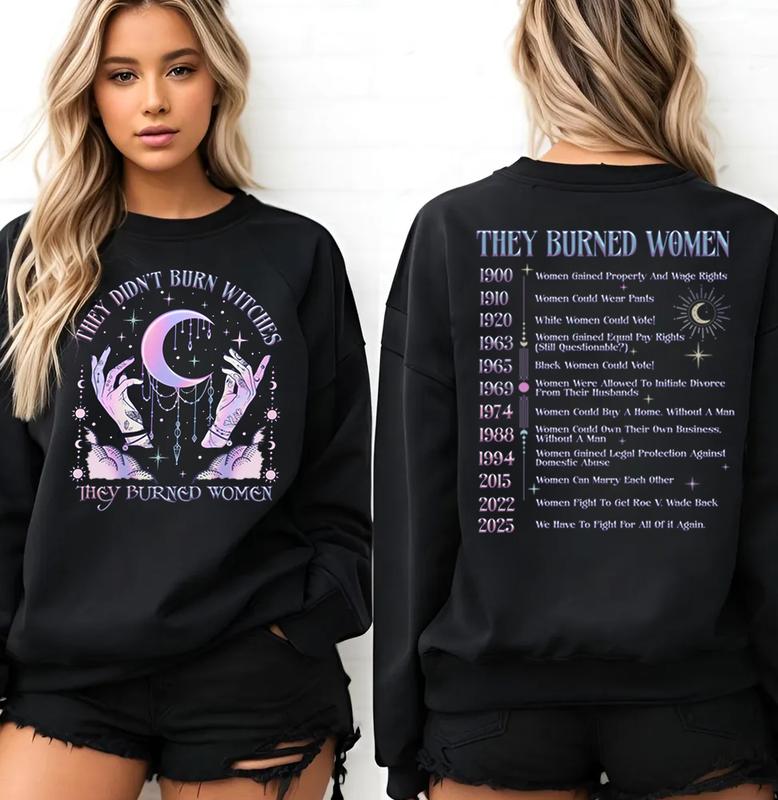 THEY DIDN'T BURN WITCHES
THEY BURNED WOMEN
THEY BURNED WOMEN
1900 Women Gained Property And Wage Rights
1910 Women Could Wear Pants
1920 White Women Could Vote!
1963 Women Gained Equal Pay Rights
(Still Questionable?)
1965 Black Women Could Vote!
1969 Women Were Allowed To Initiate Divorce
From Their Husbands
1974 Women Could Buy A Home, Without A Man
1988 Women Could Own Their Own Business,
Without A Man
1994 Women Gained Legal Protection Against
Domestic Abuse
2015 Women Can Marry Each Other
2022 Women Fight To Get Roe V. Wade Back
2025 We Have To Fight For All Of it Again.